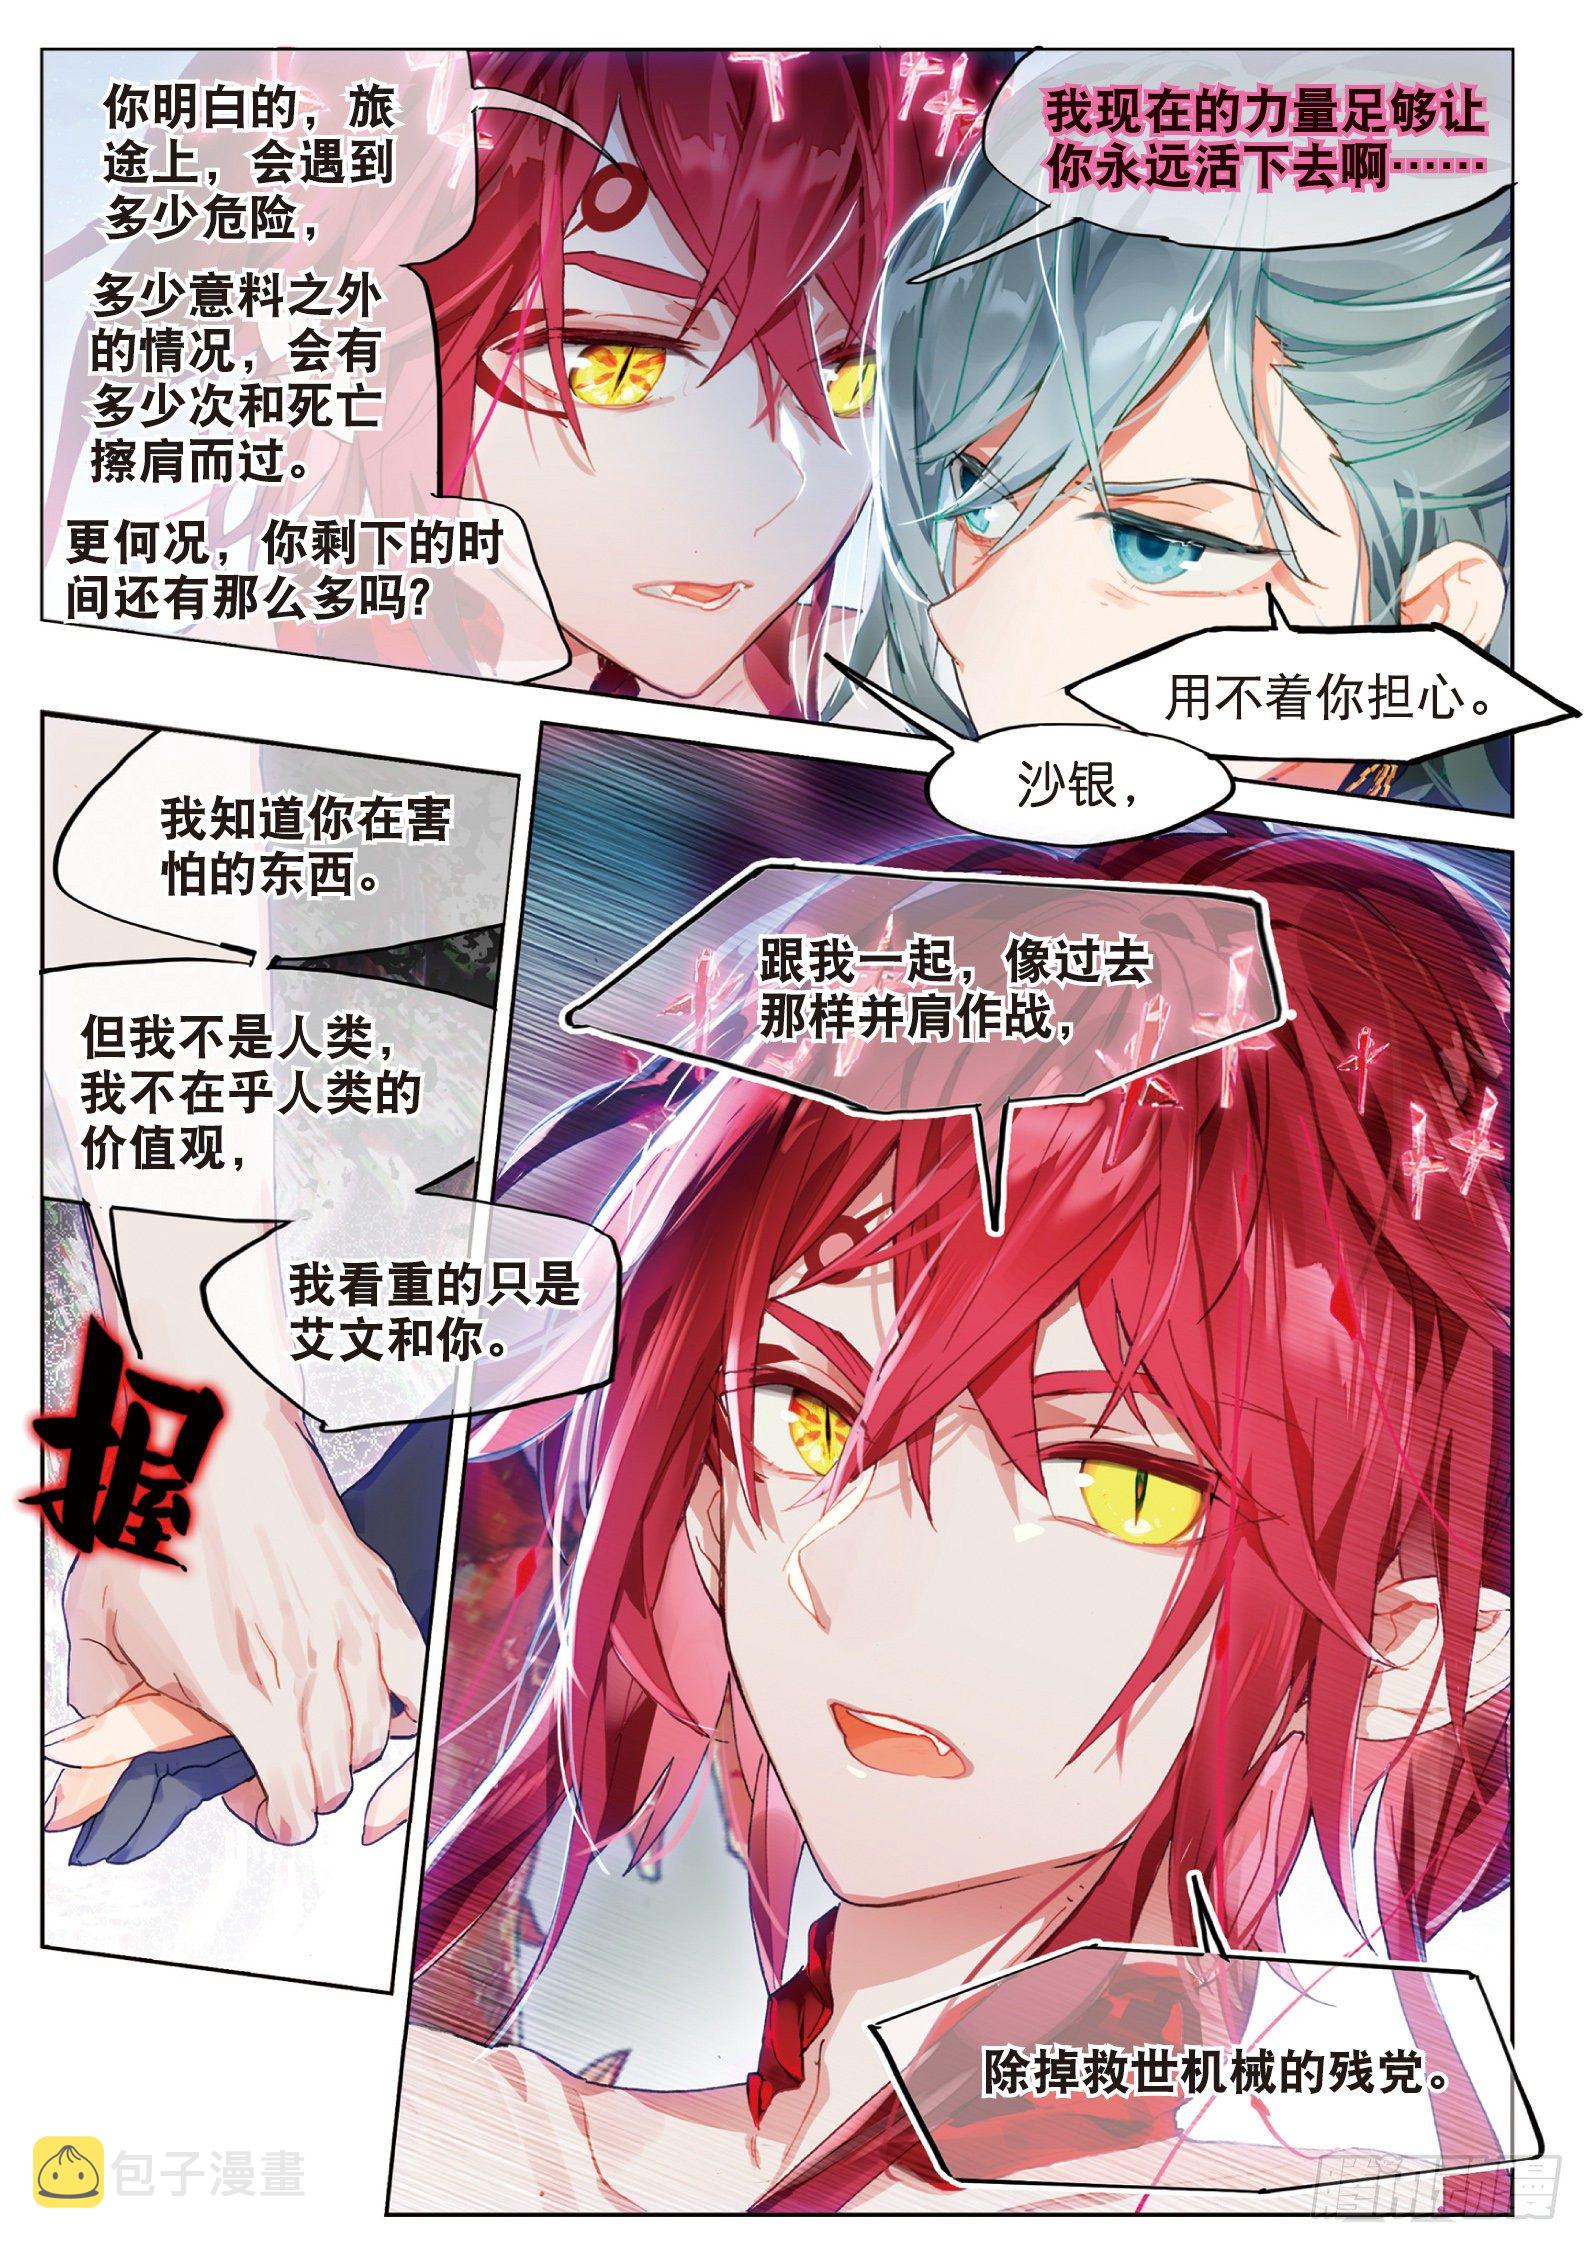 你明白的，旅
途上，会遇到
多少危险，
多少意料之外
的情况，会有
多少次和死亡
擦肩而过。
更何况，你剩下的时
间还有那么多吗？
我现在的力量足够让
你永远活下去啊……
用不着你担心。
沙银，
我知道你在害
怕的东西。
但我不是人类，
我不在乎人类的
价值观，
我看重的只是
艾文和你。
握
跟我一起，像过去
那样并肩作战，
除掉救世机械的残党。
包子漫畫
腾讯动漫